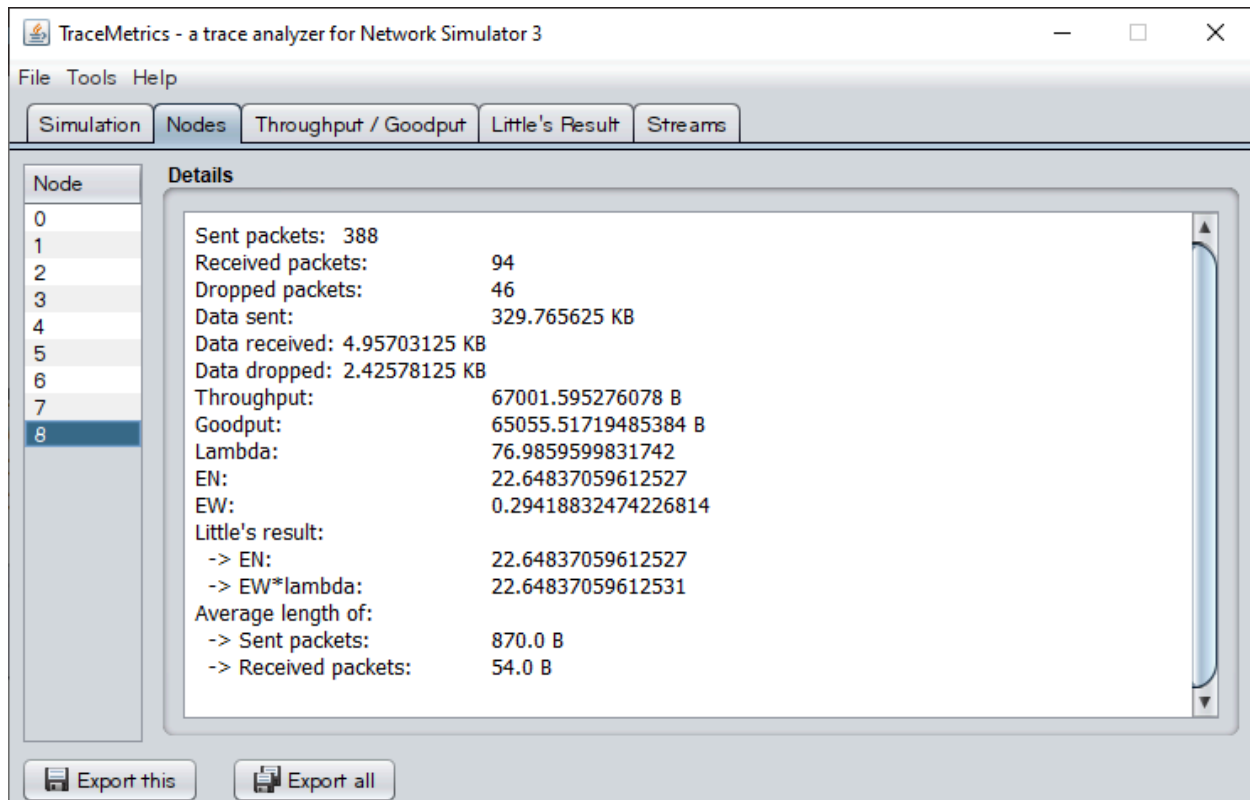 TraceMetrics - a trace analyzer for Network Simulator 3
File Tools Help
Simulation Nodes Throughput / Goodput Little's Result Streams
Node
0
1
2
3
4
5
6
7
8
Details
Sent packets: 388
Received packets: 94
Dropped packets: 46
Data sent: 329.765625 KB
Data received: 4.95703125 KB
Data dropped: 2.42578125 KB
Throughput: 67001.595276078 B
Goodput: 65055.51719485384 B
Lambda: 76.9859599831742
EN: 22.64837059612527
EW: 0.29418832474226814
Little's result:
-> EN: 22.64837059612527
-> EW*lambda: 22.64837059612531
Average length of:
-> Sent packets: 870.0 B
-> Received packets: 54.0 B
Export this Export all